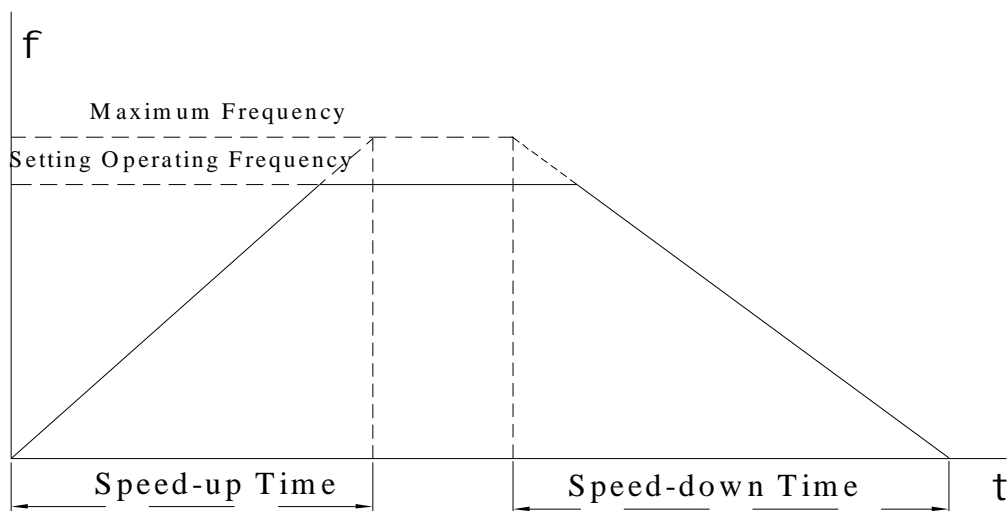 f
Maximum Frequency
Setting Operating Frequency
Speed-up Time
Speed-down Time
t